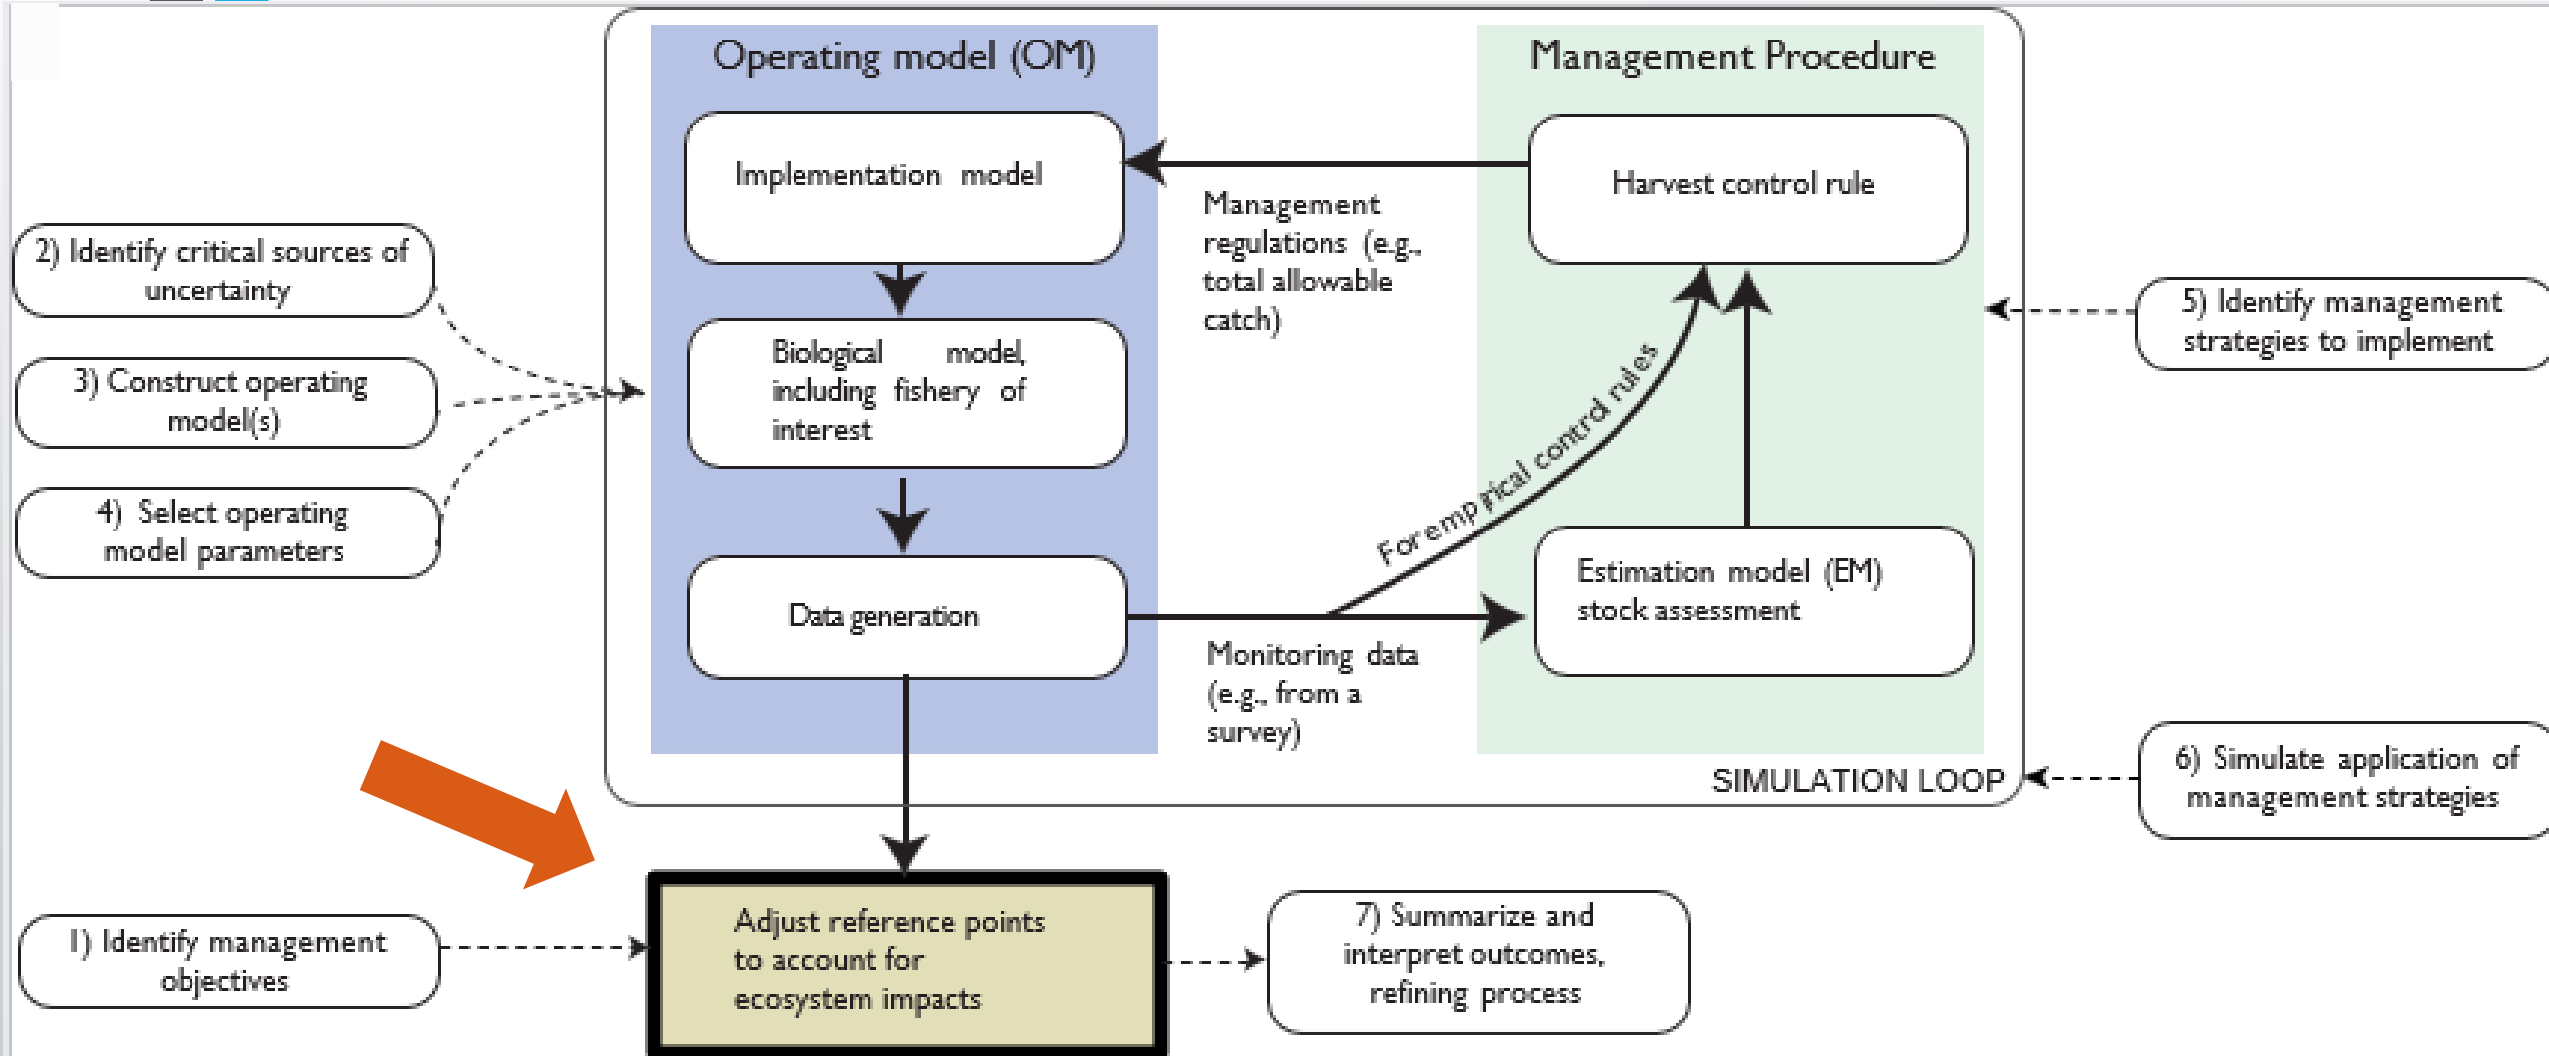 Operating model (OM)
Management Procedure
Implementation model
Harvest control rule
Management
regulations (e.g.,
total allowable
catch)
2) Identify critical sources of
uncertainty
3) Construct operating
model(s)
4) Select operating
model parameters
Biological model,
including fishery of
interest
For empirical control rules
5) Identify management
strategies to implement
Data generation
Estimation model (EM)
stock assessment
Monitoring data
(e.g., from a
survey)
SIMULATION LOOP
6) Simulate application of
management strategies
1) Identify management
objectives
Adjust reference points
to account for
ecosystem impacts
7) Summarize and
interpret outcomes,
refining process